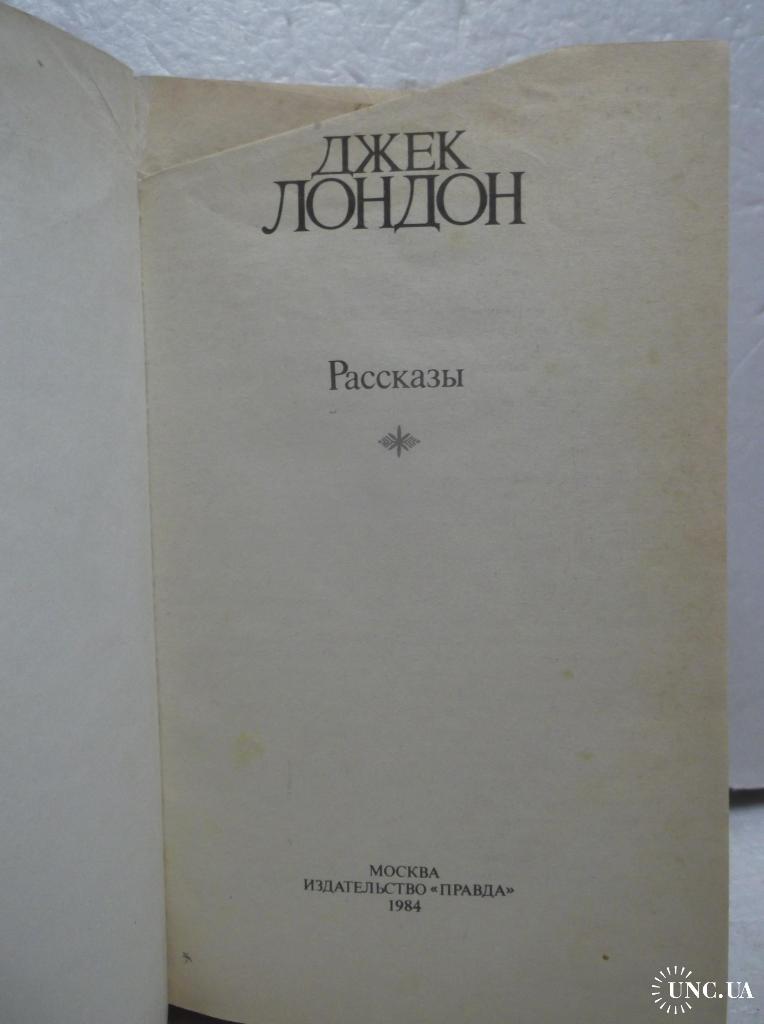 ДЖЕК
ЛОНДОН
Рассказы
МОСКВА
ИЗДАТЕЛЬСТВО «ПРАВДА»
1984
UNC.UA